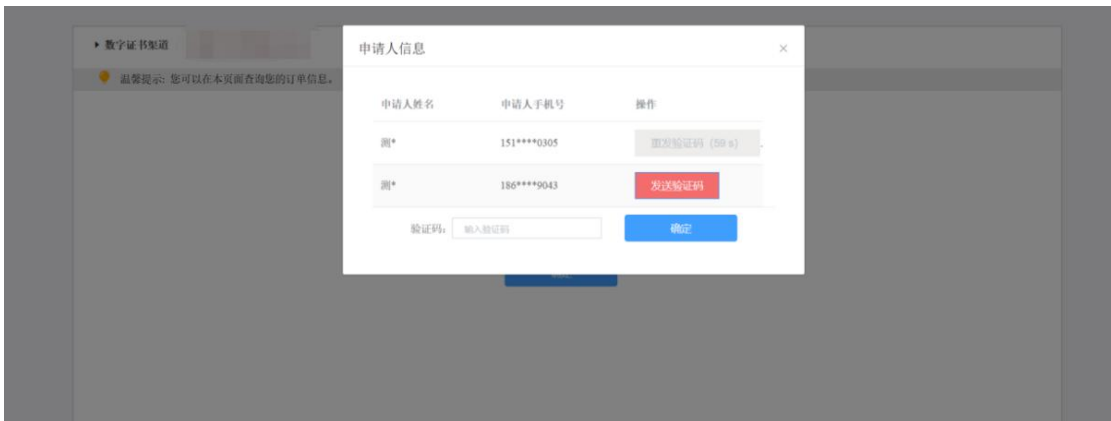 数字证书渠道
申请人信息
×
温馨提示: 您可以在本页面查询您的订单信息。
申请人姓名 申请人手机号 操作
测* 151****0305 重发验证码 (59 s)
测* 186****9043 发送验证码
验证码: 输入验证码 确定